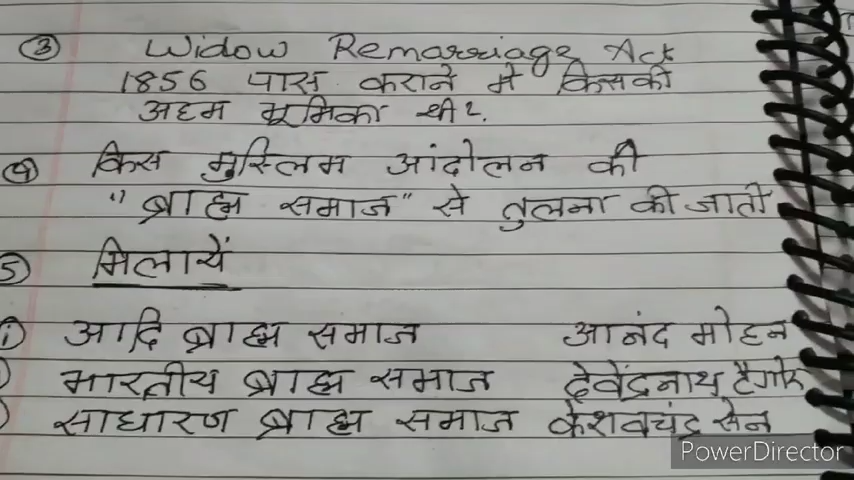 ③ Widow Remarriage Act
1856 पास कराने मे किसकी
अहम भूमिका थी?
④ किस मुस्लिम आंदोलन की
"ब्राह्म समाज" से तुलना की जाती
⑤ मिलायें
ⓘ आदि ब्राह्म समाज आनंद मोहन
भारतीय ब्राह्म समाज देवेंद्रनाथ टैगोर
साधारण ब्राह्म समाज केशवचंद्र सेन
PowerDirector